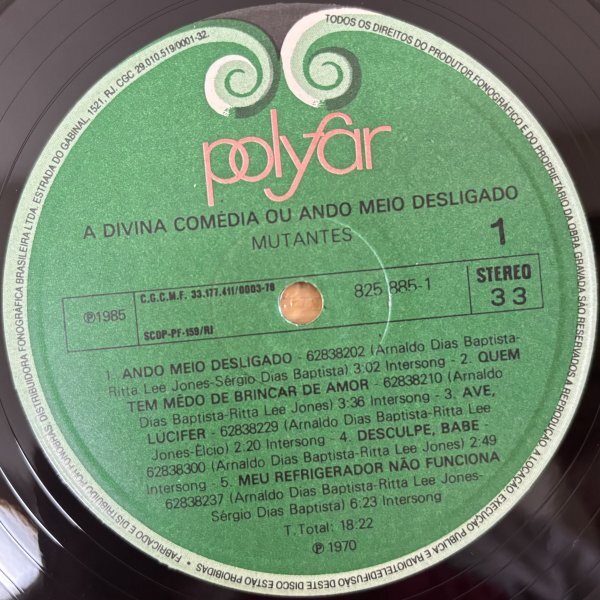 polyfar
A DIVINA COMÉDIA OU ANDO MEIO DESLIGADO
MUTANTES
1
℗1985
C.G.C.M.F. 33.177.411/0003-78
SCDP-PF-159/RJ
825 885-1
STEREO
33
1. ANDO MEIO DESLIGADO - 62838202 (Arnaldo Dias Baptista-
Ritta Lee Jones-Sérgio Dias Baptista) 3:02 Intersong - 2. QUEM
TEM MÊDO DE BRINCAR DE AMOR - 62838210 (Arnaldo
Dias Baptista-Ritta Lee Jones) 3:36 Intersong - 3. AVE,
LUCIFER - 62838229 (Arnaldo Dias Baptista-Ritta Lee
Jones-Élcio) 2:20 Intersong - 4. DESCULPE, BABE -
62838300 (Arnaldo Dias Baptista-Ritta Lee Jones) 2:49
Intersong - 5. MEU REFRIGERADOR NÃO FUNCIONA
62838237 (Arnaldo Dias Baptista-Ritta Lee Jones-
Sérgio Dias Baptista) 6:23 Intersong
T.Total: 18:22
℗ 1970
TODOS OS DIREITOS DO PRODUTOR FONOGRÁFICO E DO PROPRIETÁRIO DA OBRA GRAVADA SÃO RESERVADOS A REPRODUÇÃO A LOCAÇÃO, EXECUÇÃO PÚBLICA E RADIOTELEDIFUSÃO DESTE DISCO ESTÃO PROIBIDAS · FABRICADO E DISTRIBUÍDO POR FONOBRÁS DISTRIBUIDORA FONOGRÁFICA BRASILEIRA LTDA. ESTRADA DO GABINAL, 1521, RJ, CGC 29.010.519/0001-32.